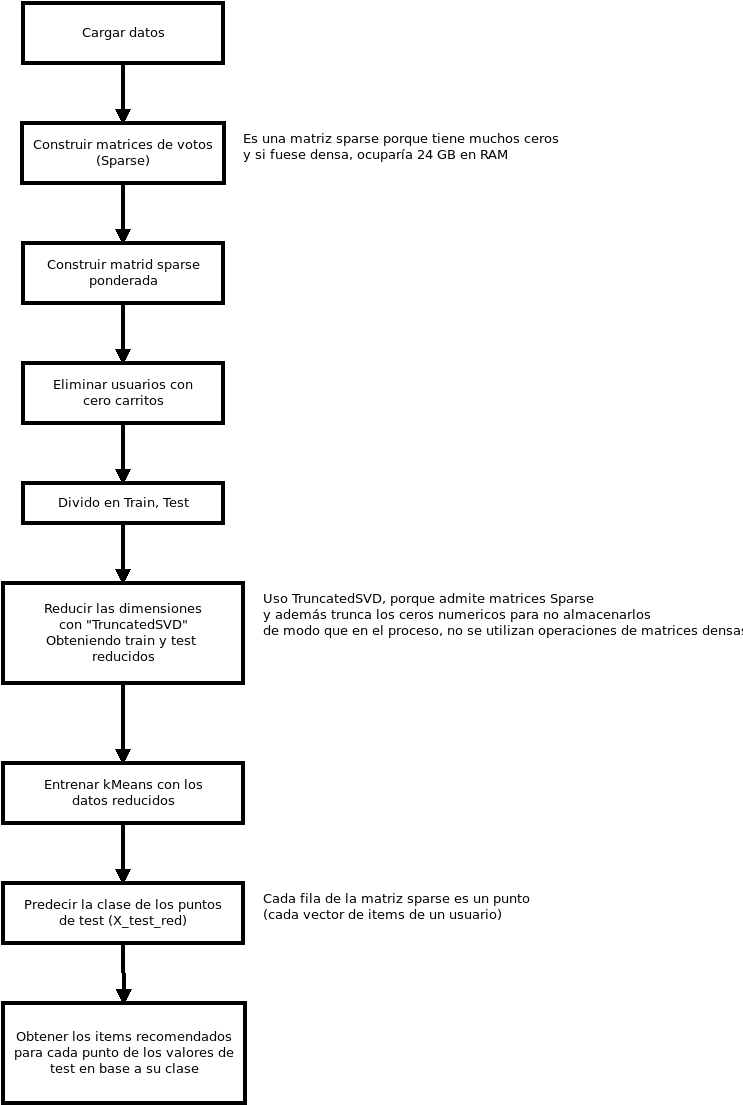 Cargar datos
Construir matrices de votos
(Sparse)
Es una matriz sparse porque tiene muchos ceros
y si fuese densa, ocuparía 24 GB en RAM
Construir matrid sparse
ponderada
Eliminar usuarios con
cero carritos
Divido en Train, Test
Reducir las dimensiones
con "TruncatedSVD"
Obteniendo train y test
reducidos
Uso TruncatedSVD, porque admite matrices Sparse
y además trunca los ceros numericos para no almacenarlos
de modo que en el proceso, no se utilizan operaciones de matrices densas
Entrenar kMeans con los
datos reducidos
Predecir la clase de los puntos
de test (X_test_red)
Cada fila de la matriz sparse es un punto
(cada vector de items de un usuario)
Obtener los items recomendados
para cada punto de los valores de
test en base a su clase